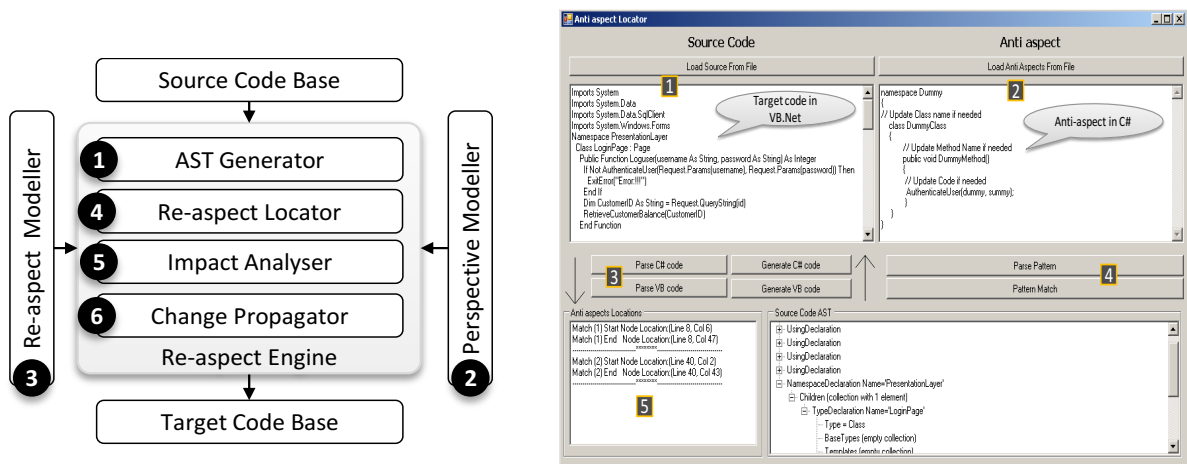 Source Code Base
1
AST Generator
4
Re-aspect Locator
5
Impact Analyser
6
Change Propagator
Re-aspect Engine
Target Code Base
Re-aspect Modeller
3
Perspective Modeller
2
Anti aspect Locator
Source Code
Anti aspect
Load Source From File
Load Anti Aspects From File
1
2
Imports System
Imports System.Data
Imports System.Data.SqlClient
Imports System.Windows.Forms
Namespace PresentationLayer
Class LoginPage : Page
Public Function Loguser(username As String, password As String) As Integer
If Not AuthenticateUser(Request.Params(username), Request.Params(password)) Then
ExitError("Error:!!!")
End If
Dim CustomerID As String = Request.QueryString(id)
RetrieveCustomerBalance(CustomerID)
End Function
Target code in
VB.Net
namespace Dummy
{
// Update Class name if needed
class DummyClass
{
// Update Method Name if needed
public void DummyMethod()
{
// Update Code if needed
AuthenticateUser(dummy, summy);
}
}
}
Anti-aspect in C#
Parse C# code
Generate C# code
3
Parse VB code
Generate VB code
Parse Pattern
4
Pattern Match
Anti aspects Locations
Match (1) Start Node Location:(Line 8, Col 6)
Match (1) End Node Location:(Line 8, Col 47)
----------------------xxxxxxx----------------------
Match (2) Start Node Location:(Line 40, Col 2)
Match (2) End Node Location:(Line 40, Col 43)
----------------------xxxxxxx----------------------
5
Source Code AST
UsingDeclaration
UsingDeclaration
UsingDeclaration
UsingDeclaration
NamespaceDeclaration Name='PresentationLayer'
Children (collection with 1 element)
TypeDeclaration Name='LoginPage'
Type = Class
BaseTypes (empty collection)
Templates (empty collection)